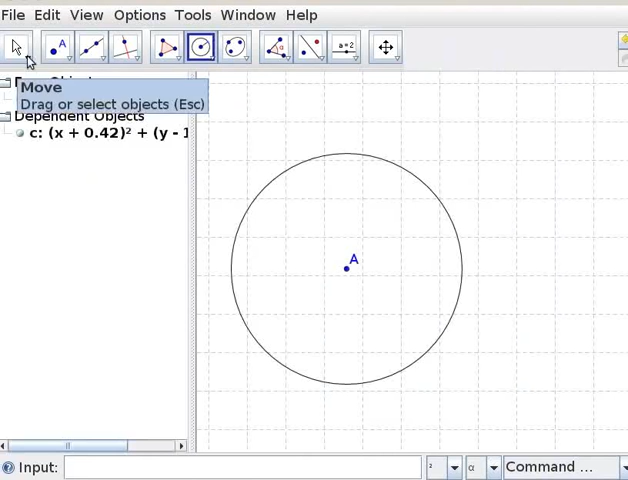 File Edit View Options Tools Window Help
A
α
a=2
Move
Drag or select objects (Esc)
Dependent Objects
c: (x + 0.42)² + (y - 1
A
Input:
²
α
Command ...